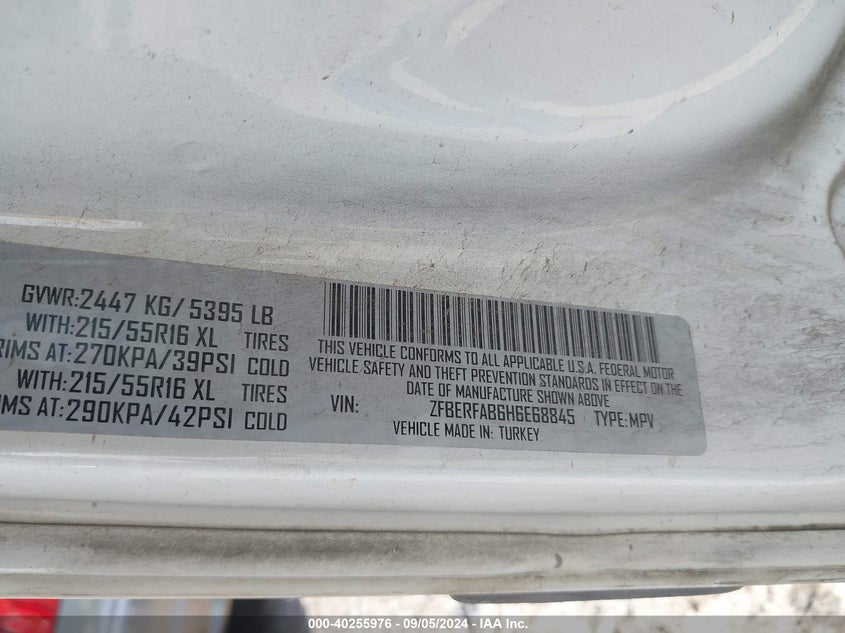 GVWR:2447 KG/ 5395 LB
WITH:215/55R16 XL TIRES
RIMS AT:270KPA/39PSI COLD
WITH:215/55R16 XL TIRES
IMS AT:290KPA/42PSI COLD
THIS VEHICLE CONFORMS TO ALL APPLICABLE U.S.A. FEDERAL MOTOR
VEHICLE SAFETY AND THEFT PREVENTION STANDARDS IN EFFECT ON THE
DATE OF MANUFACTURE SHOWN ABOVE
VIN: ZFBERFAB6H6E68845 TYPE:MPV
VEHICLE MADE IN: TURKEY
000-40255976 - 09/05/2024 - IAA Inc.